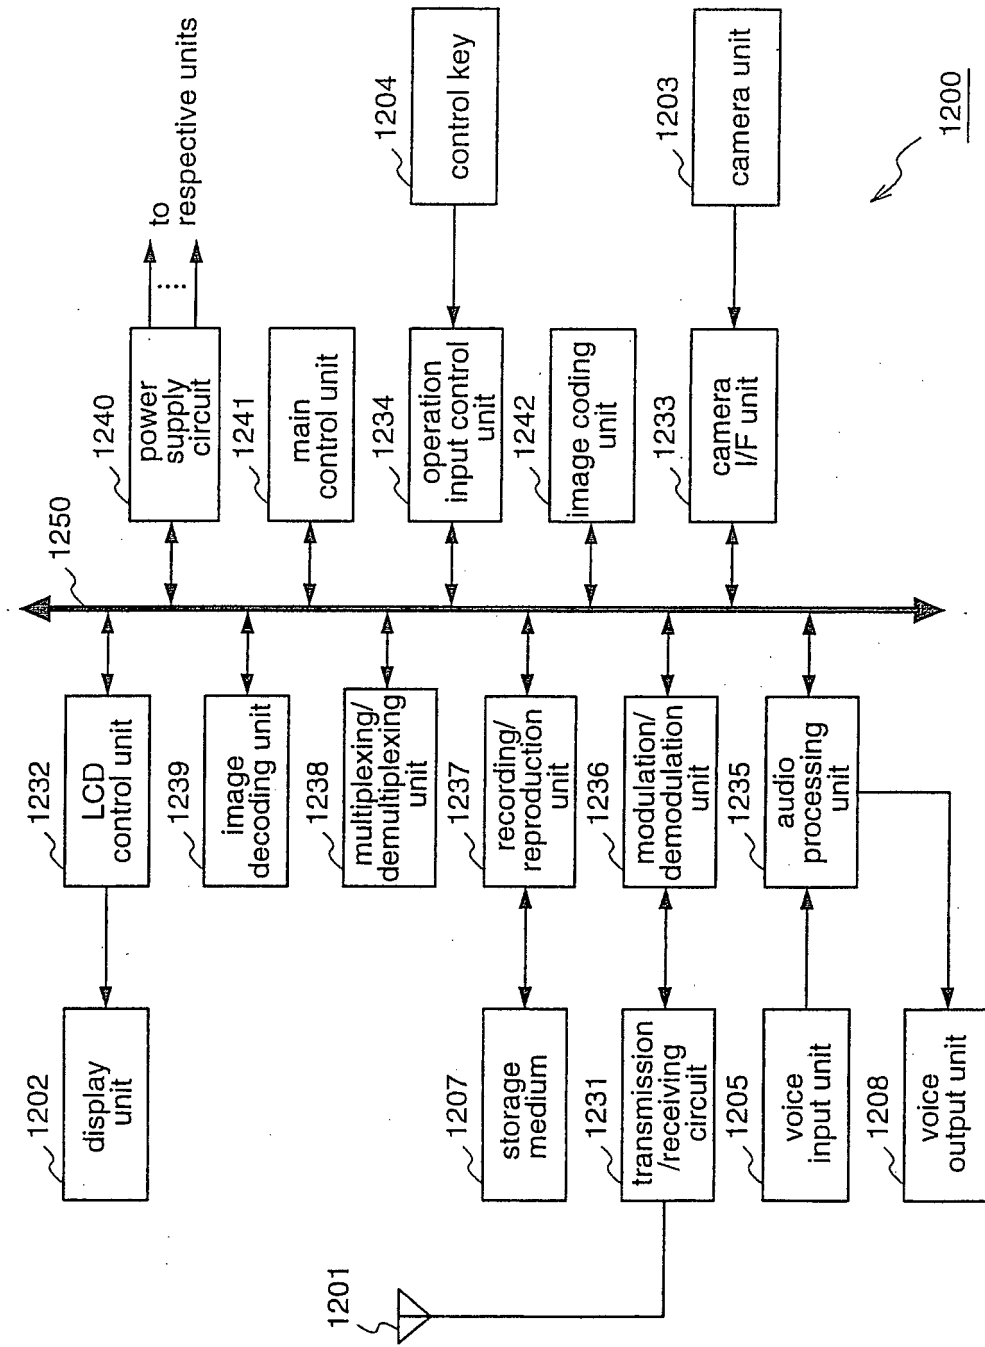 1202
display
unit
1232
LCD
control unit
1250
1240
power
supply
circuit
to
respective units
1239
image
decoding unit
1241
main
control unit
1201
1238
multiplexing/
demultiplexing
unit
1234
operation
input control
unit
1204
control key
1207
storage
medium
1237
recording/
reproduction
unit
1242
image coding
unit
1231
transmission
/receiving
circuit
1236
modulation/
demodulation
unit
1233
camera
I/F unit
1203
camera unit
1205
voice
input unit
1235
audio
processing
unit
1208
voice
output unit
1200